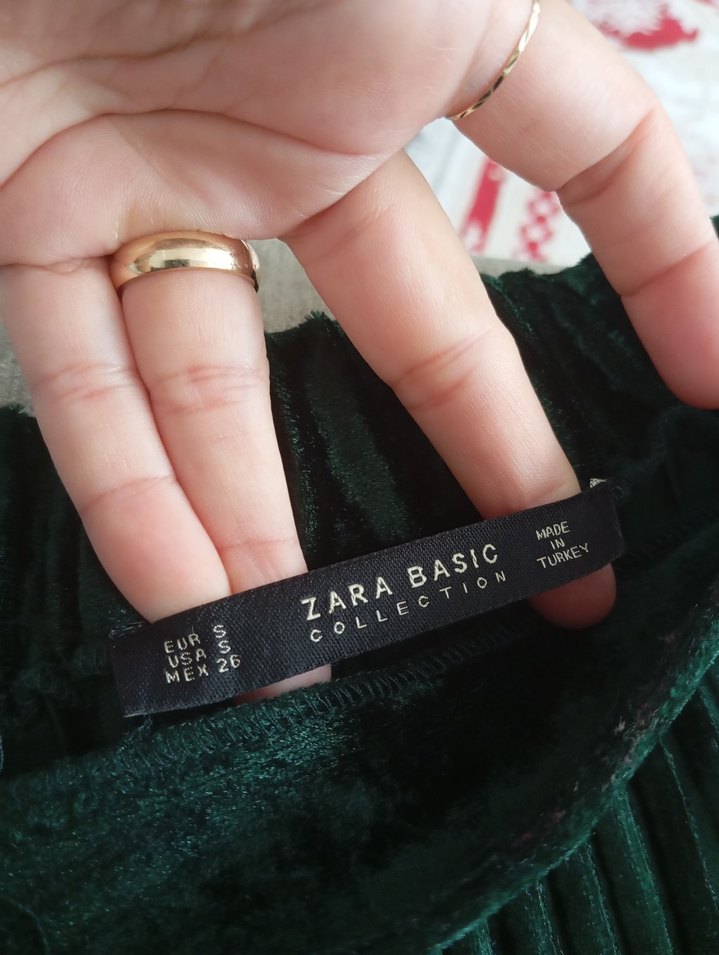 EUR S
USA S
MEX 26
ZARA BASIC
COLLECTION
MADE
IN
TURKEY